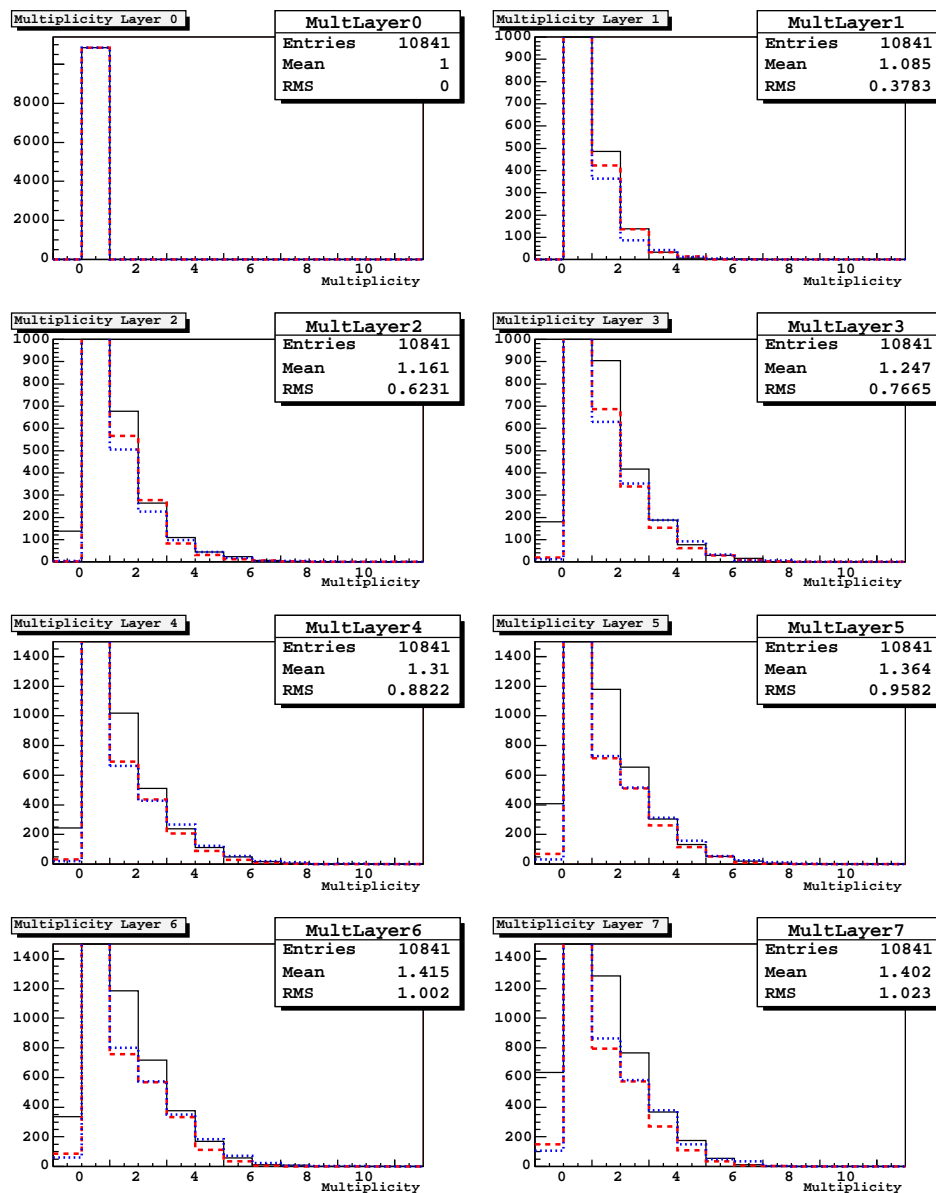 Multiplicity Layer 0
MultLayer0
Entries 10841
Mean 1
RMS 0
8000
6000
4000
2000
0
0 2 4 6 8 10
Multiplicity
Multiplicity Layer 1
MultLayer1
Entries 10841
Mean 1.085
RMS 0.3783
1000
900
800
700
600
500
400
300
200
100
0
0 2 4 6 8 10
Multiplicity
Multiplicity Layer 2
MultLayer2
Entries 10841
Mean 1.161
RMS 0.6231
1000
900
800
700
600
500
400
300
200
100
0
0 2 4 6 8 10
Multiplicity
Multiplicity Layer 3
MultLayer3
Entries 10841
Mean 1.247
RMS 0.7665
1000
900
800
700
600
500
400
300
200
100
0
0 2 4 6 8 10
Multiplicity
Multiplicity Layer 4
MultLayer4
Entries 10841
Mean 1.31
RMS 0.8822
1400
1200
1000
800
600
400
200
0
0 2 4 6 8 10
Multiplicity
Multiplicity Layer 5
MultLayer5
Entries 10841
Mean 1.364
RMS 0.9582
1400
1200
1000
800
600
400
200
0
0 2 4 6 8 10
Multiplicity
Multiplicity Layer 6
MultLayer6
Entries 10841
Mean 1.415
RMS 1.002
1400
1200
1000
800
600
400
200
0
0 2 4 6 8 10
Multiplicity
Multiplicity Layer 7
MultLayer7
Entries 10841
Mean 1.402
RMS 1.023
1400
1200
1000
800
600
400
200
0
0 2 4 6 8 10
Multiplicity